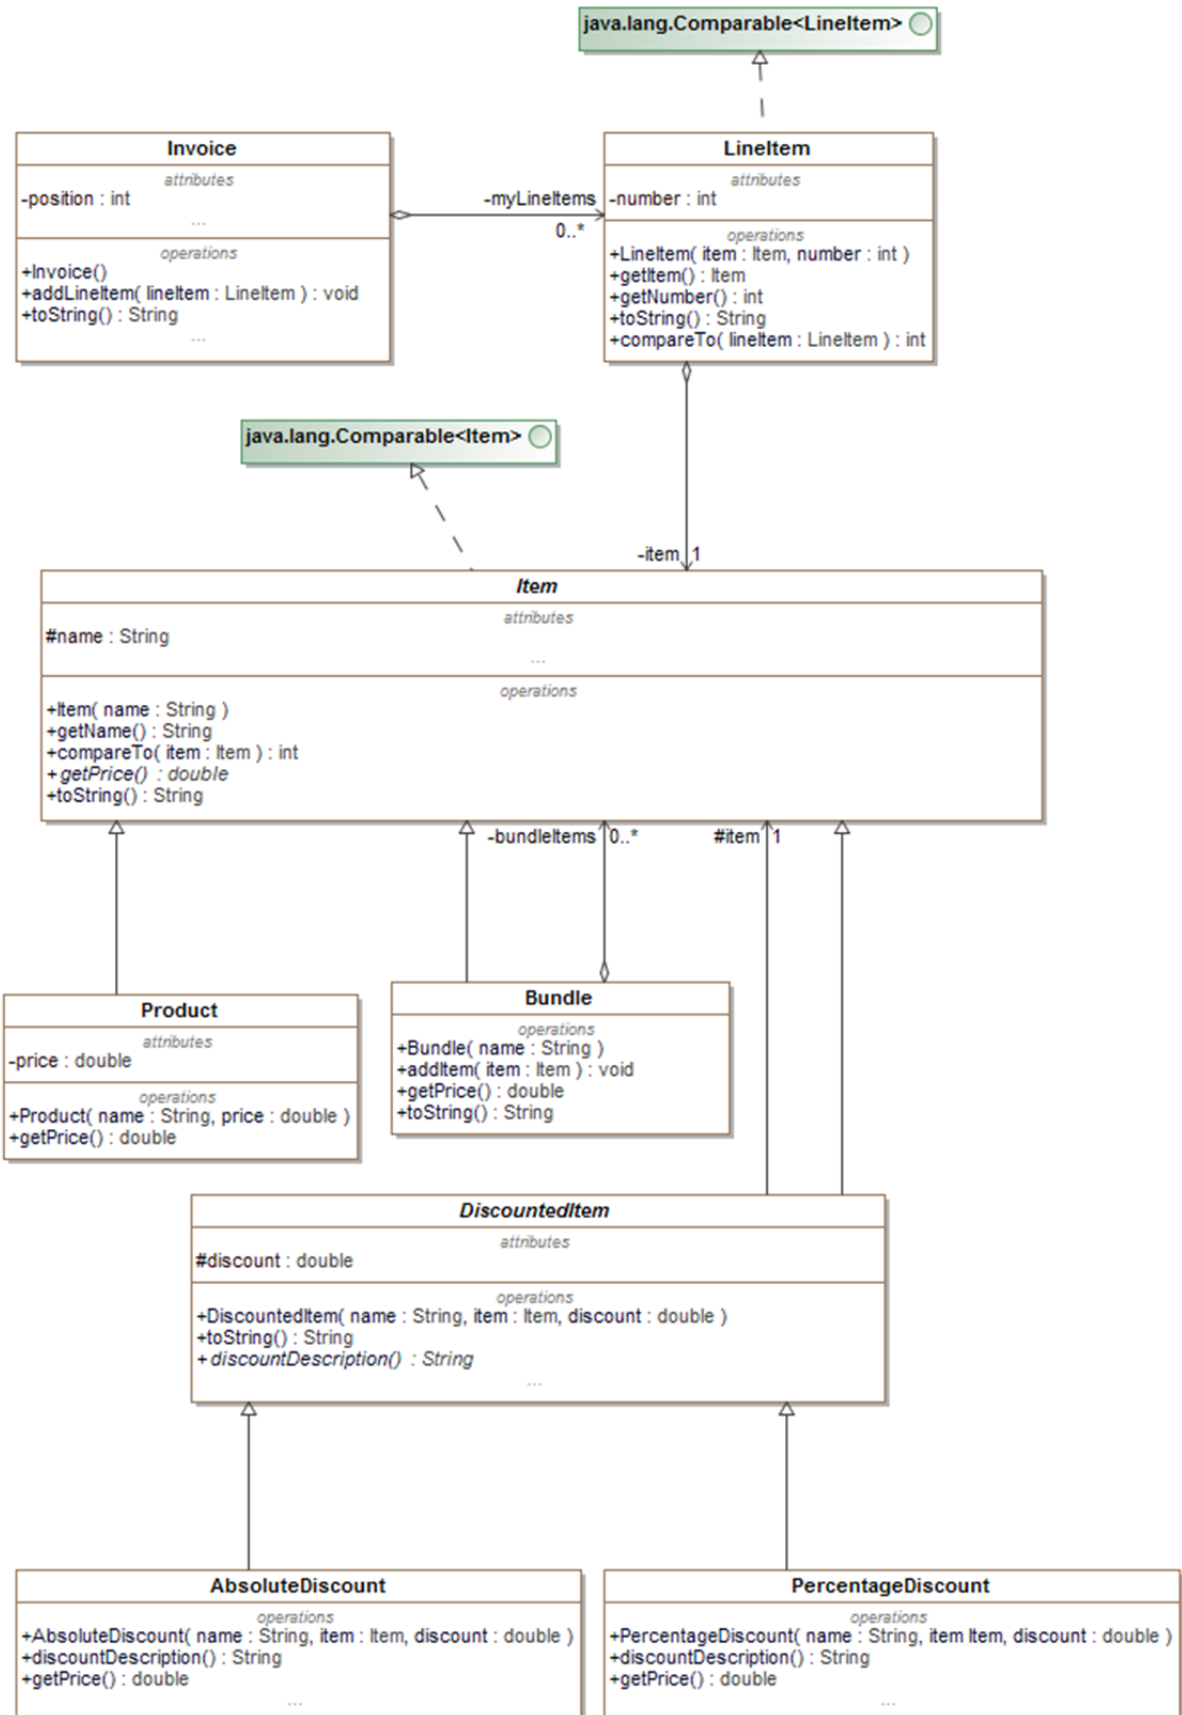 java.lang.Comparable<LineItem>
Invoice
attributes
-position : int
...
operations
+Invoice()
+addLineItem( lineItem : LineItem ) : void
+toString() : String
...
-myLineItems
0..*
LineItem
attributes
-number : int
operations
+LineItem( item : Item, number : int )
+getItem() : Item
+getNumber() : int
+toString() : String
+compareTo( lineItem : LineItem ) : int
java.lang.Comparable<Item>
-item 1
Item
attributes
#name : String
...
operations
+Item( name : String )
+getName() : String
+compareTo( item : Item ) : int
+getPrice() : double
+toString() : String
-bundleItems 0..*
#item 1
Product
attributes
-price : double
operations
+Product( name : String, price : double )
+getPrice() : double
Bundle
operations
+Bundle( name : String )
+addItem( item : Item ) : void
+getPrice() : double
+toString() : String
DiscountedItem
attributes
#discount : double
operations
+DiscountedItem( name : String, item : Item, discount : double )
+toString() : String
+discountDescription() : String
...
AbsoluteDiscount
operations
+AbsoluteDiscount( name : String, item : Item, discount : double )
+discountDescription() : String
+getPrice() : double
...
PercentageDiscount
operations
+PercentageDiscount( name : String, item Item, discount : double )
+discountDescription() : String
+getPrice() : double
...